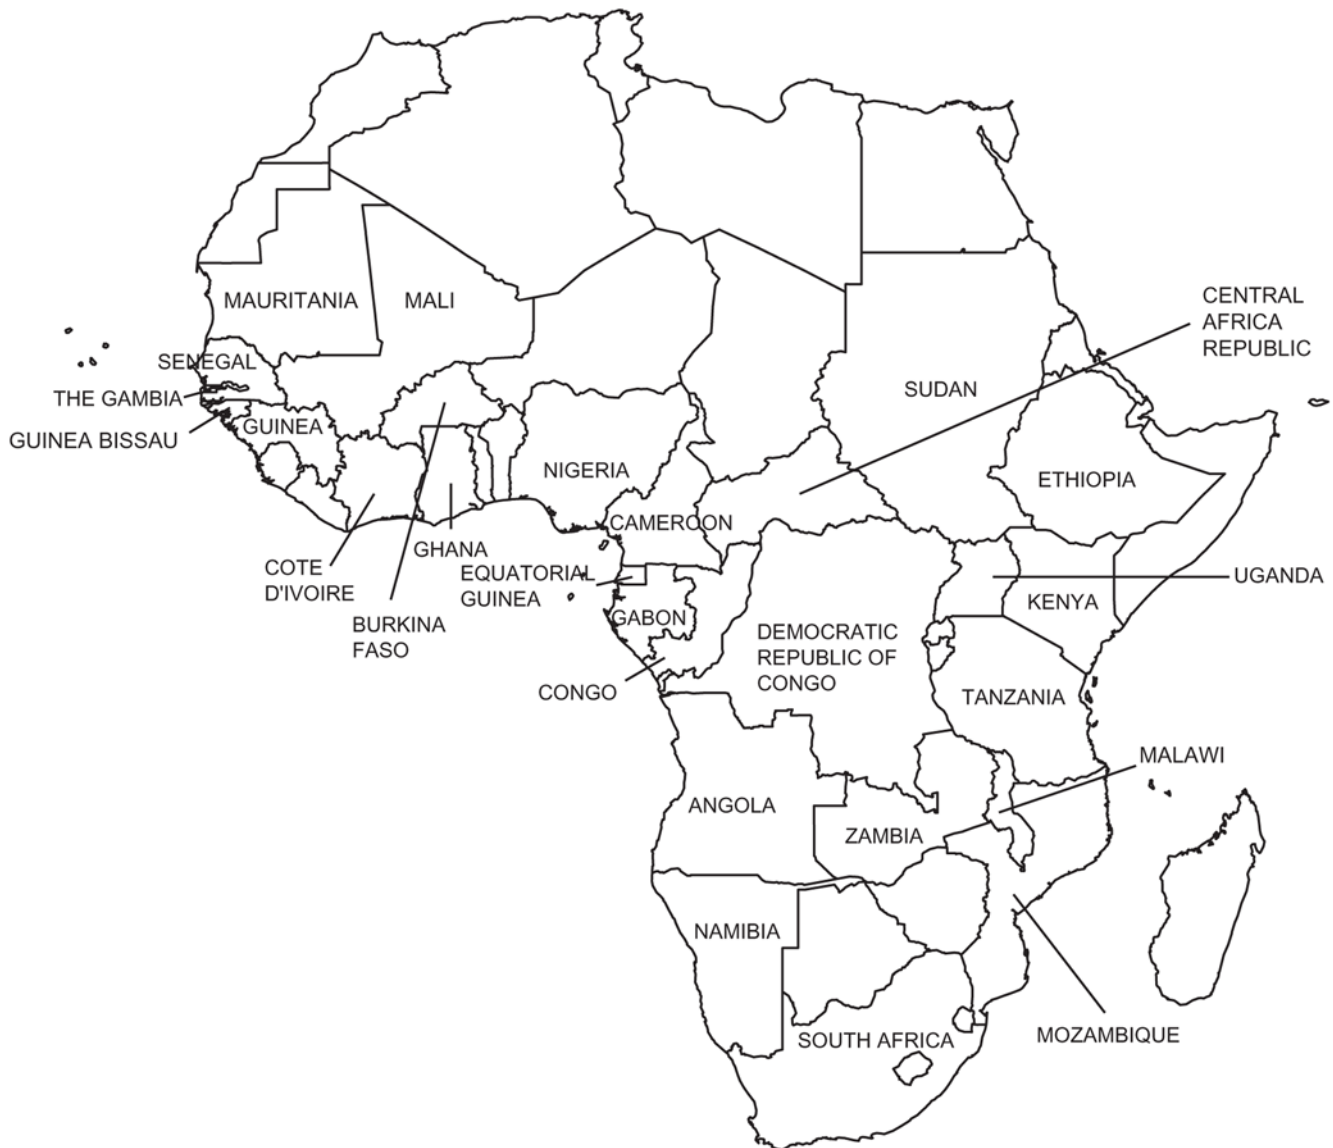 MAURITANIA
MALI
CENTRAL
AFRICA
REPUBLIC
SENEGAL
THE GAMBIA
SUDAN
GUINEA BISSAU
GUINEA
NIGERIA
ETHIOPIA
CAMEROON
GHANA
COTE
D'IVOIRE
EQUATORIAL
GUINEA
UGANDA
KENYA
BURKINA
FASO
GABON
DEMOCRATIC
REPUBLIC OF
CONGO
CONGO
TANZANIA
MALAWI
ANGOLA
ZAMBIA
NAMIBIA
MOZAMBIQUE
SOUTH AFRICA